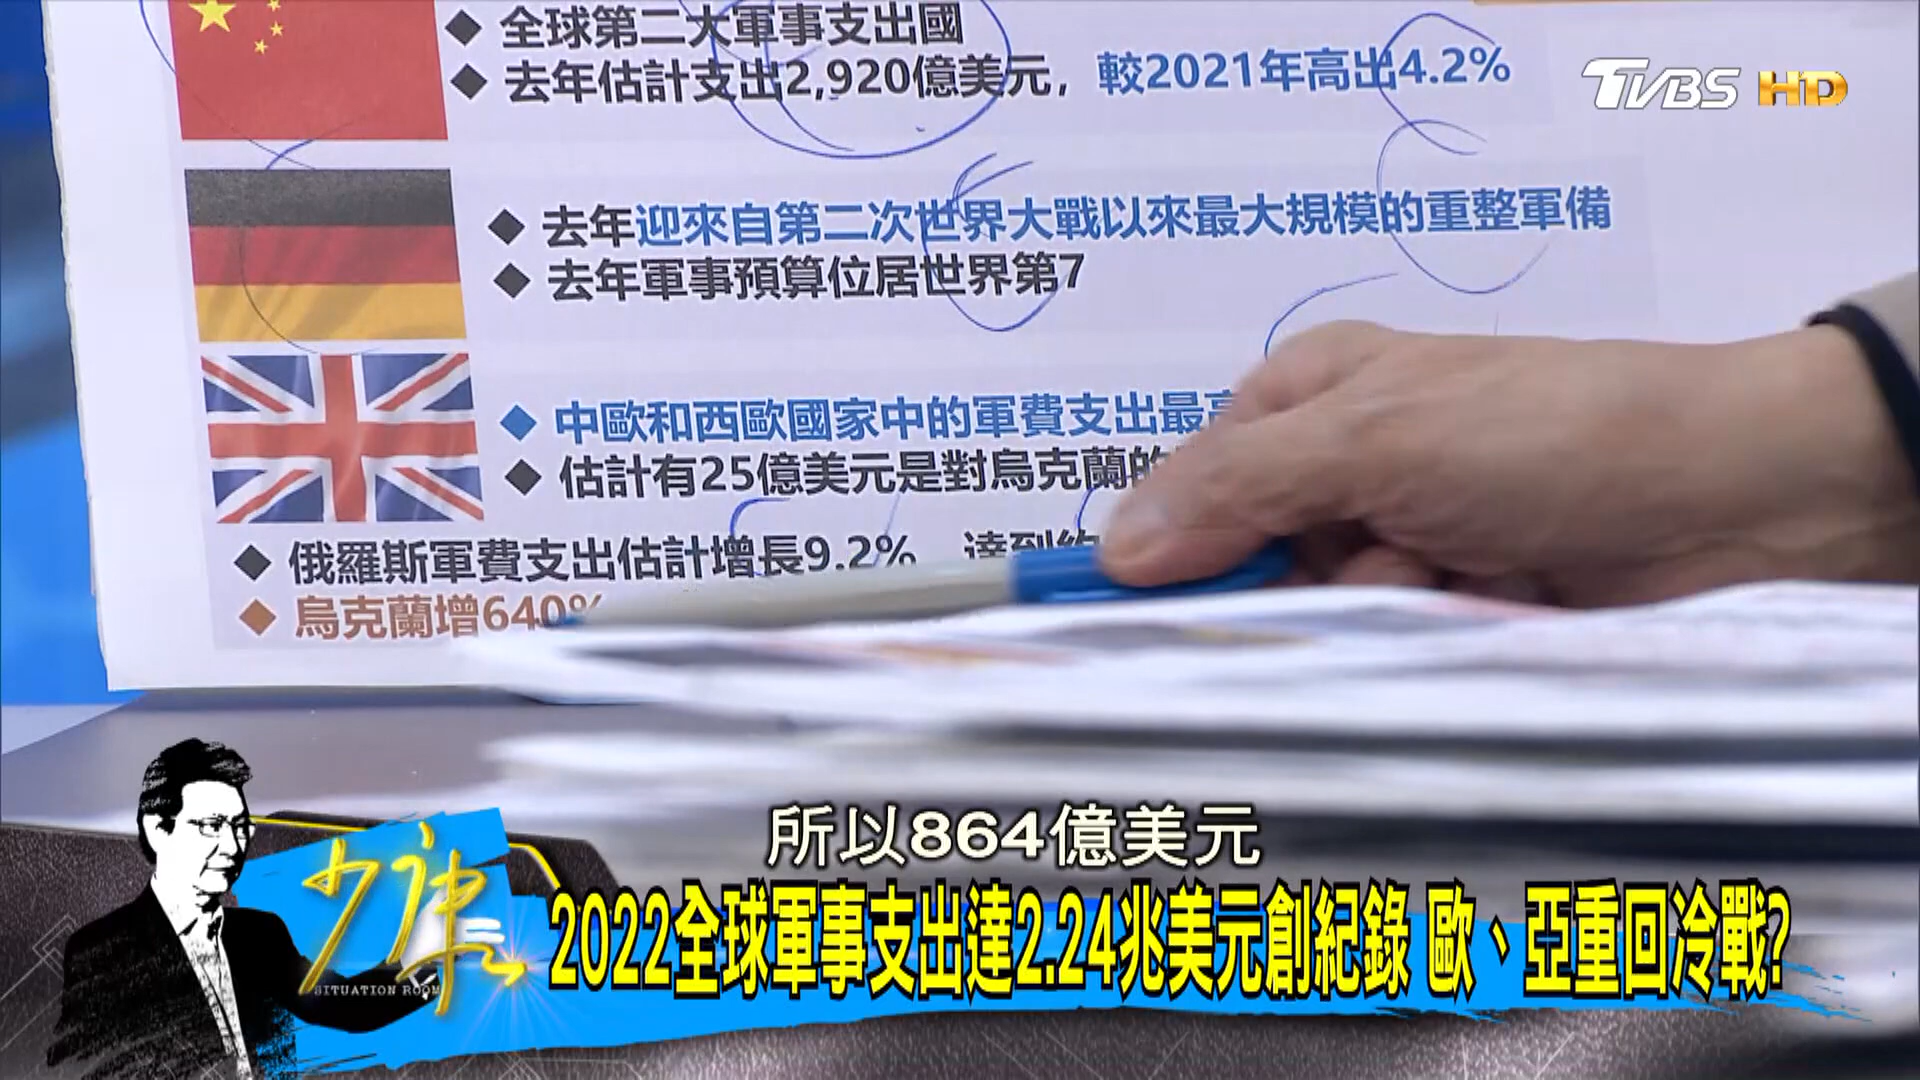 ◆ 全球第二大軍事支出國
◆ 去年估計支出2,920億美元，較2021年高出4.2%
TVBS HD
◆ 去年迎來自第二次世界大戰以來最大規模的重整軍備
◆ 去年軍事預算位居世界第7
◆ 中歐和西歐國家中的軍費支出最高
◆ 估計有25億美元是對烏克蘭的
◆ 俄羅斯軍費支出估計增長9.2% 達到約
◆ 烏克蘭增640%
所以864億美元
少康
SITUATION ROOM
2022全球軍事支出達2.24兆美元創紀錄 歐、亞重回冷戰?